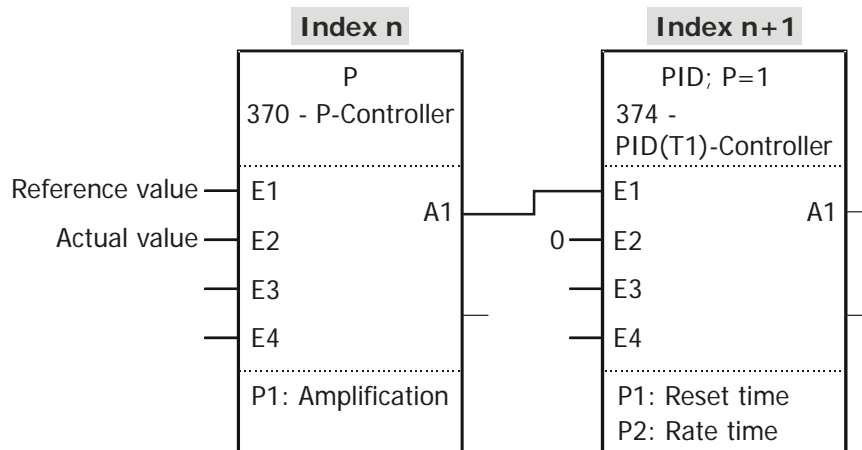 Index n
Index n+1
P
370 - P-Controller
PID; P=1
374 -
PID(T1)-Controller
Reference value
E1
A1
Actual value
E2
E3
E4
P1: Amplification
E1
A1
0
E2
E3
E4
P1: Reset time
P2: Rate time